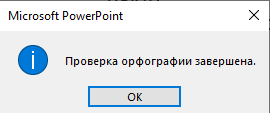 Microsoft PowerPoint
Проверка орфографии завершена.
OK